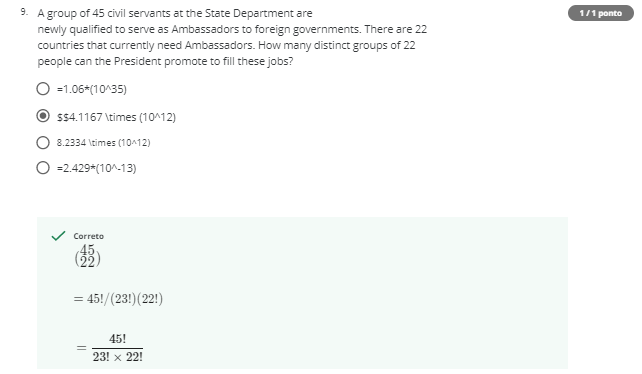 9. A group of 45 civil servants at the State Department are
newly qualified to serve as Ambassadors to foreign governments. There are 22
countries that currently need Ambassadors. How many distinct groups of 22
people can the President promote to fill these jobs?
1 / 1 ponto
=1.06*(10^35)
$$4.1167 \times (10^12)
8.2334 \times (10^12)
=2.429*(10^-13)
Correto
(45
22)
= 45!/(23!)(22!)
= 45!
23! × 22!